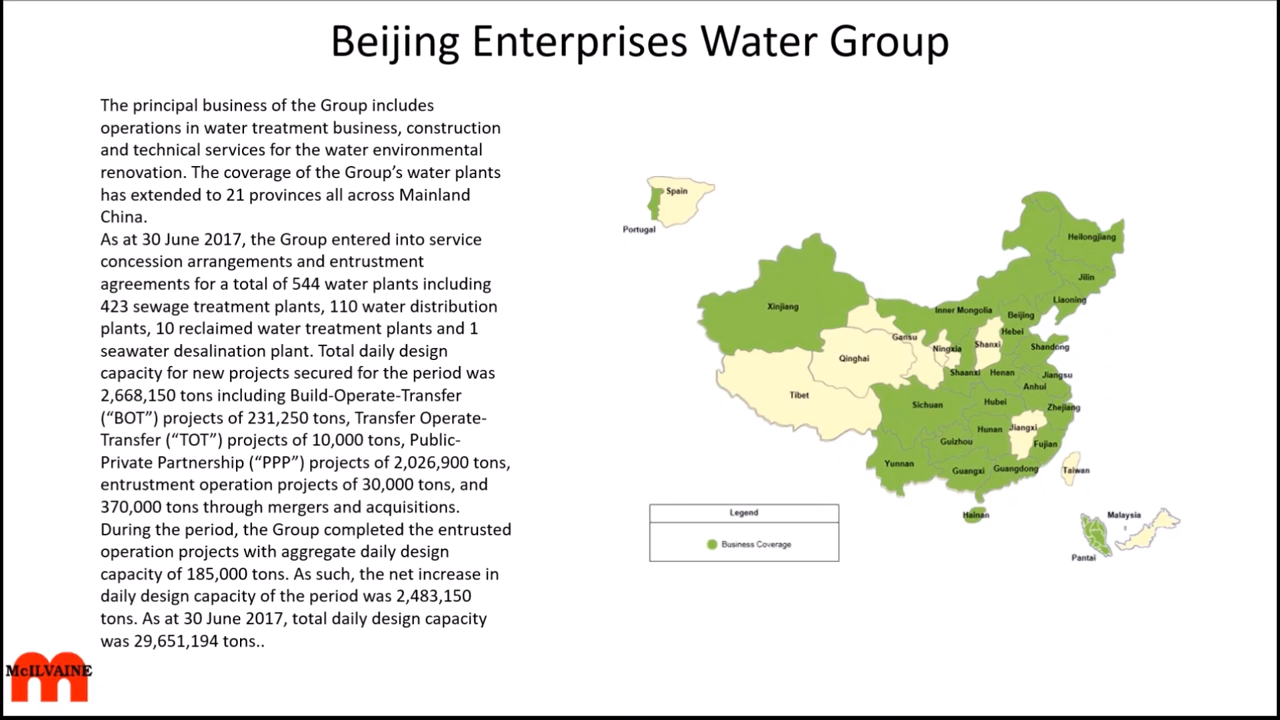 Beijing Enterprises Water Group
The principal business of the Group includes
operations in water treatment business, construction
and technical services for the water environmental
renovation. The coverage of the Group’s water plants
has extended to 21 provinces all across Mainland
China.
As at 30 June 2017, the Group entered into service
concession arrangements and entrustment
agreements for a total of 544 water plants including
423 sewage treatment plants, 110 water distribution
plants, 10 reclaimed water treatment plants and 1
seawater desalination plant. Total daily design
capacity for new projects secured for the period was
2,668,150 tons including Build-Operate-Transfer
(“BOT”) projects of 231,250 tons, Transfer Operate-
Transfer (“TOT”) projects of 10,000 tons, Public-
Private Partnership (“PPP”) projects of 2,026,900 tons,
entrustment operation projects of 30,000 tons, and
370,000 tons through mergers and acquisitions.
During the period, the Group completed the entrusted
operation projects with aggregate daily design
capacity of 185,000 tons. As such, the net increase in
daily design capacity of the period was 2,483,150
tons. As at 30 June 2017, total daily design capacity
was 29,651,194 tons..
Spain
Portugal
Heilongjiang
Jilin
Liaoning
Xinjiang
Inner Mongolia
Beijing
Hebei
Gansu
Ningxia
Shanxi
Shandong
Qinghai
Shaanxi
Henan
Jiangsu
Anhui
Tibet
Sichuan
Hubei
Zhejiang
Hunan
Jiangxi
Guizhou
Fujian
Yunnan
Guangxi
Guangdong
Taiwan
Hainan
Malaysia
Pantai
Legend
Business Coverage
McILVAINE